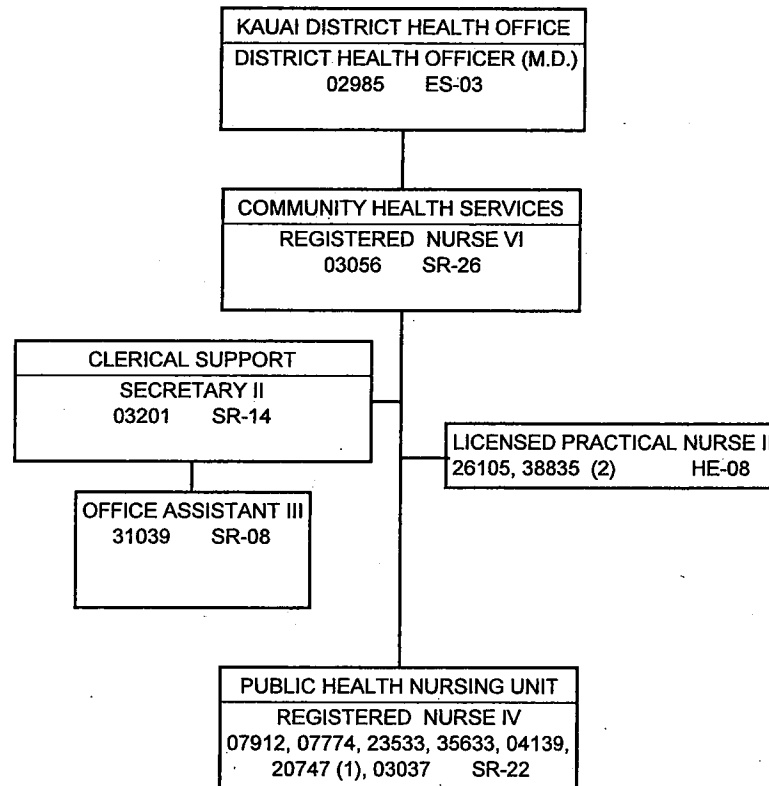 KAUAI DISTRICT HEALTH OFFICE
DISTRICT HEALTH OFFICER (M.D.)
02985 ES-03
COMMUNITY HEALTH SERVICES
REGISTERED NURSE VI
03056 SR-26
CLERICAL SUPPORT
SECRETARY II
03201 SR-14
LICENSED PRACTICAL NURSE I
26105, 38835 (2) HE-08
OFFICE ASSISTANT III
31039 SR-08
PUBLIC HEALTH NURSING UNIT
REGISTERED NURSE IV
07912, 07774, 23533, 35633, 04139,
20747 (1), 03037 SR-22